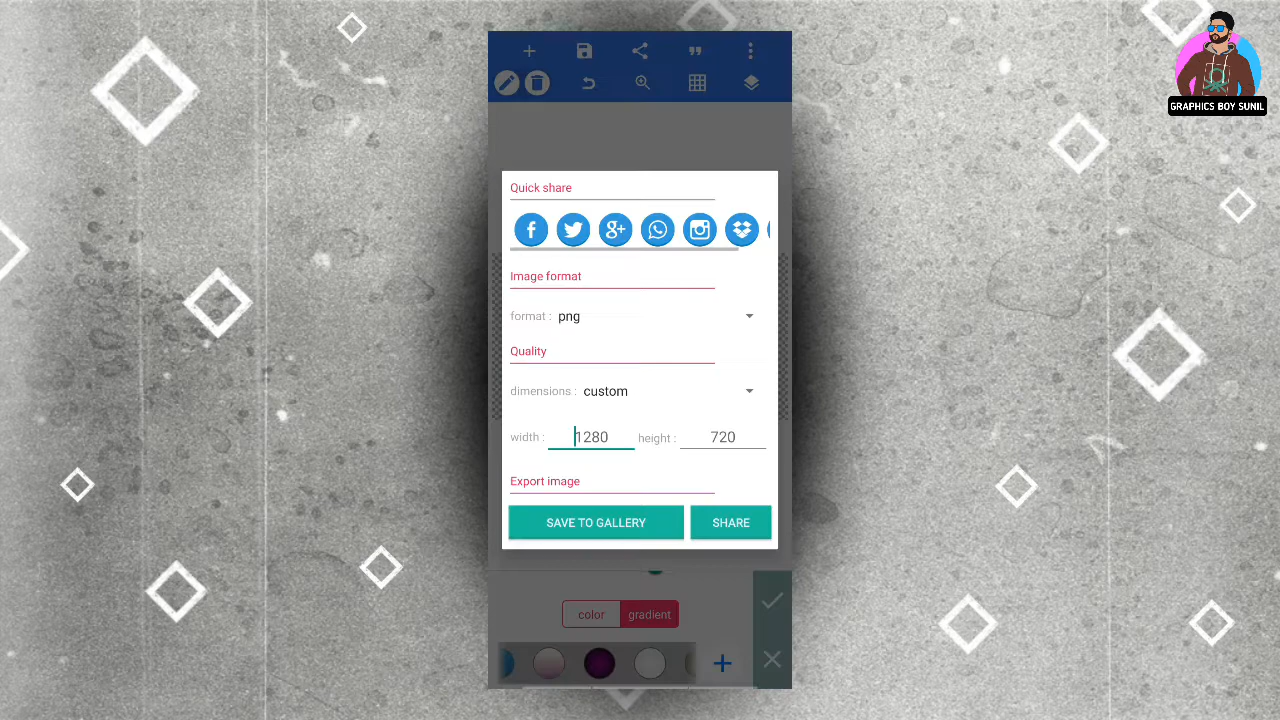 GRAPHICS BOY SUNIL
Quick share
Image format
format : png
Quality
dimensions : custom
width : 1280 height : 720
Export image
SAVE TO GALLERY SHARE
color gradient